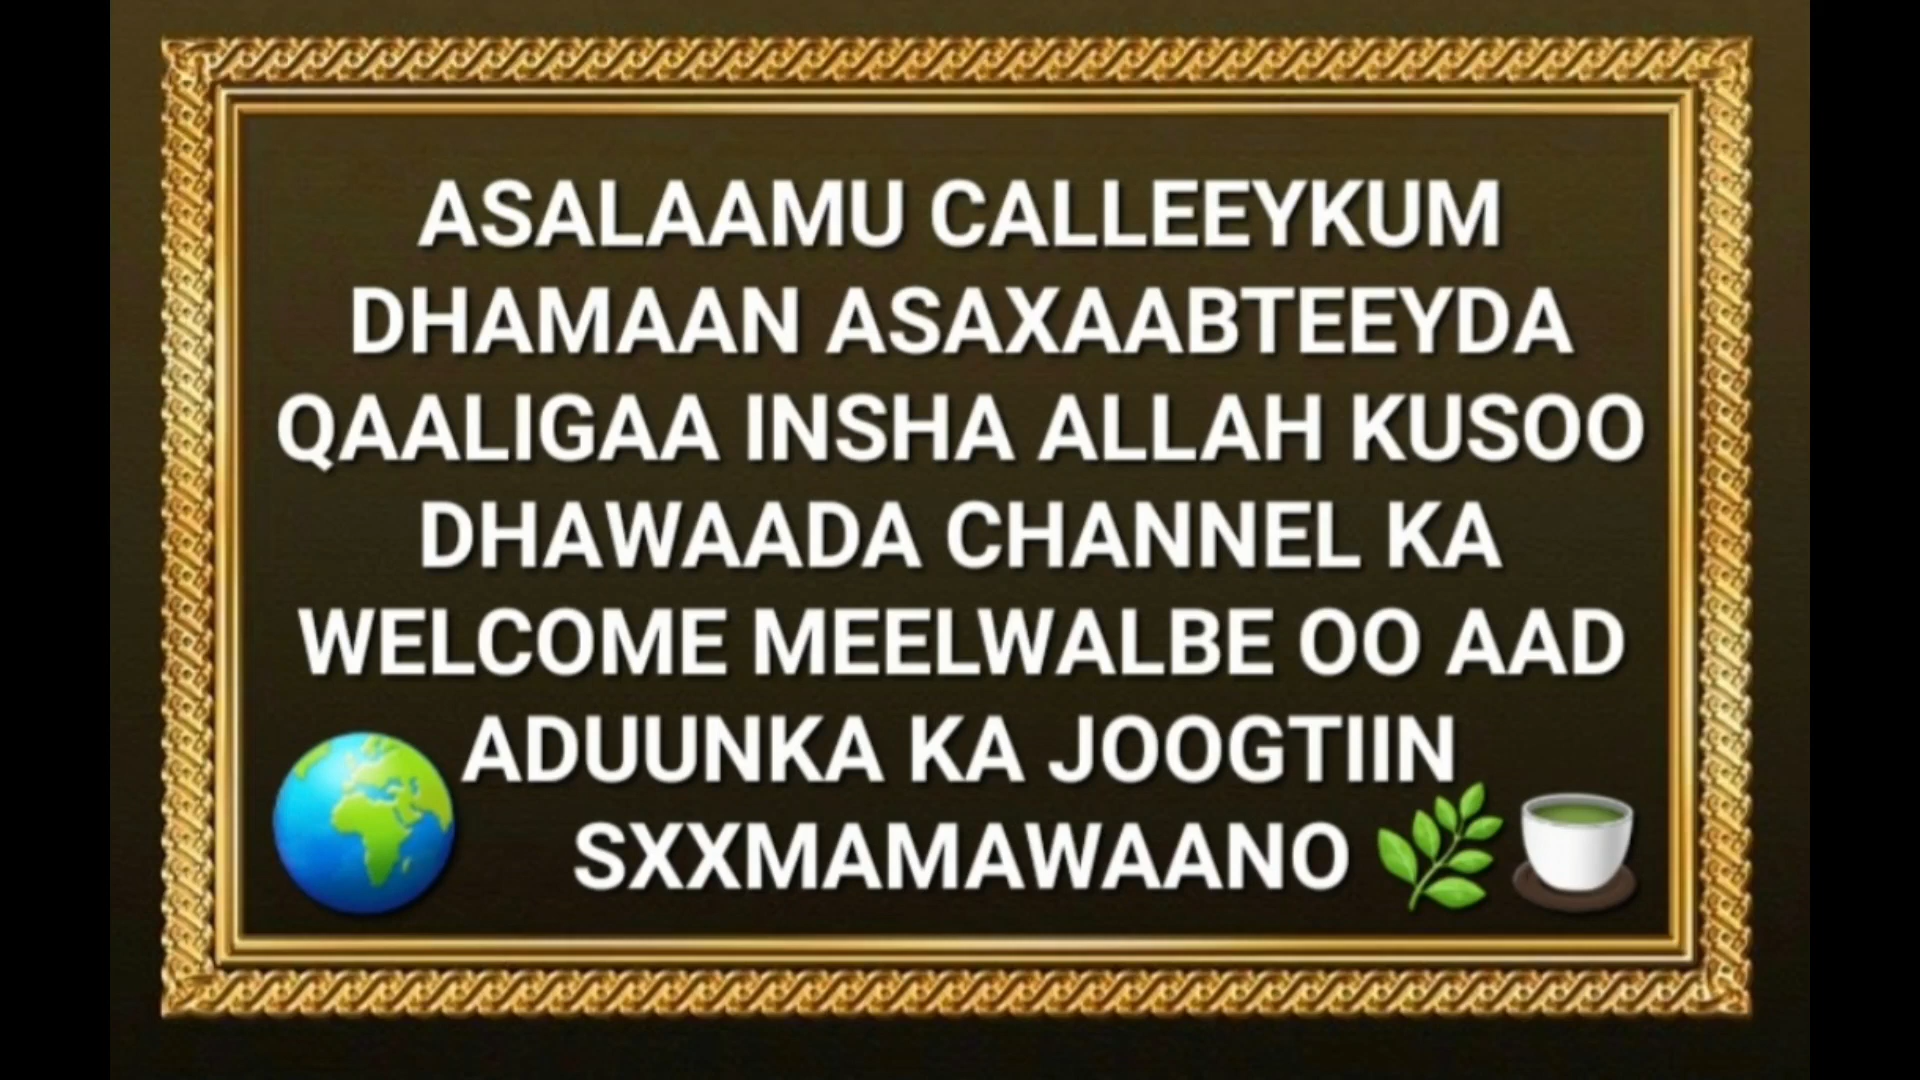 ASALAAMU CALLEEYKUM
DHAMAAN ASAXAABTEEYDA
QAALIGAA INSHA ALLAH KUSOO
DHAWAADA CHANNEL KA
WELCOME MEELWALBE OO AAD
ADUUNKA KA JOOGTIIN
SXXMAMAWAANO